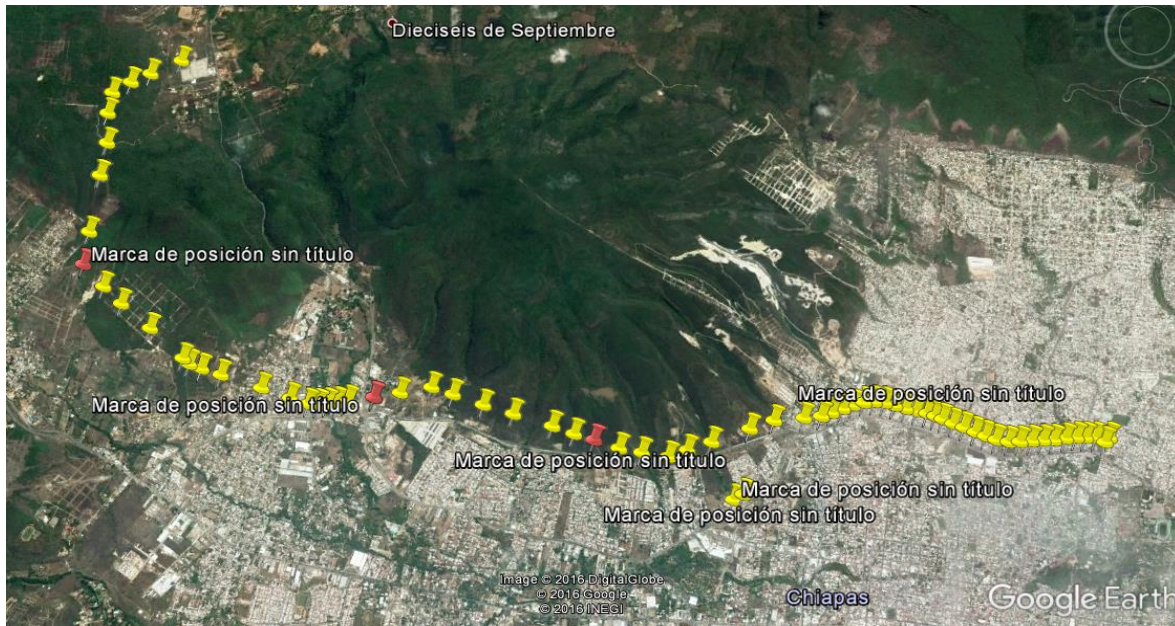 Dieciseis de Septiembre
Marca de posición sin título
Marca de posición sin título
Marca de posición sin título
Marca de posición sin título
Marca de posición sin título
Marca de posición sin título
Image © 2016 DigitalGlobe
© 2016 Google
© 2016 INEGI
Chiapas
Google Earth